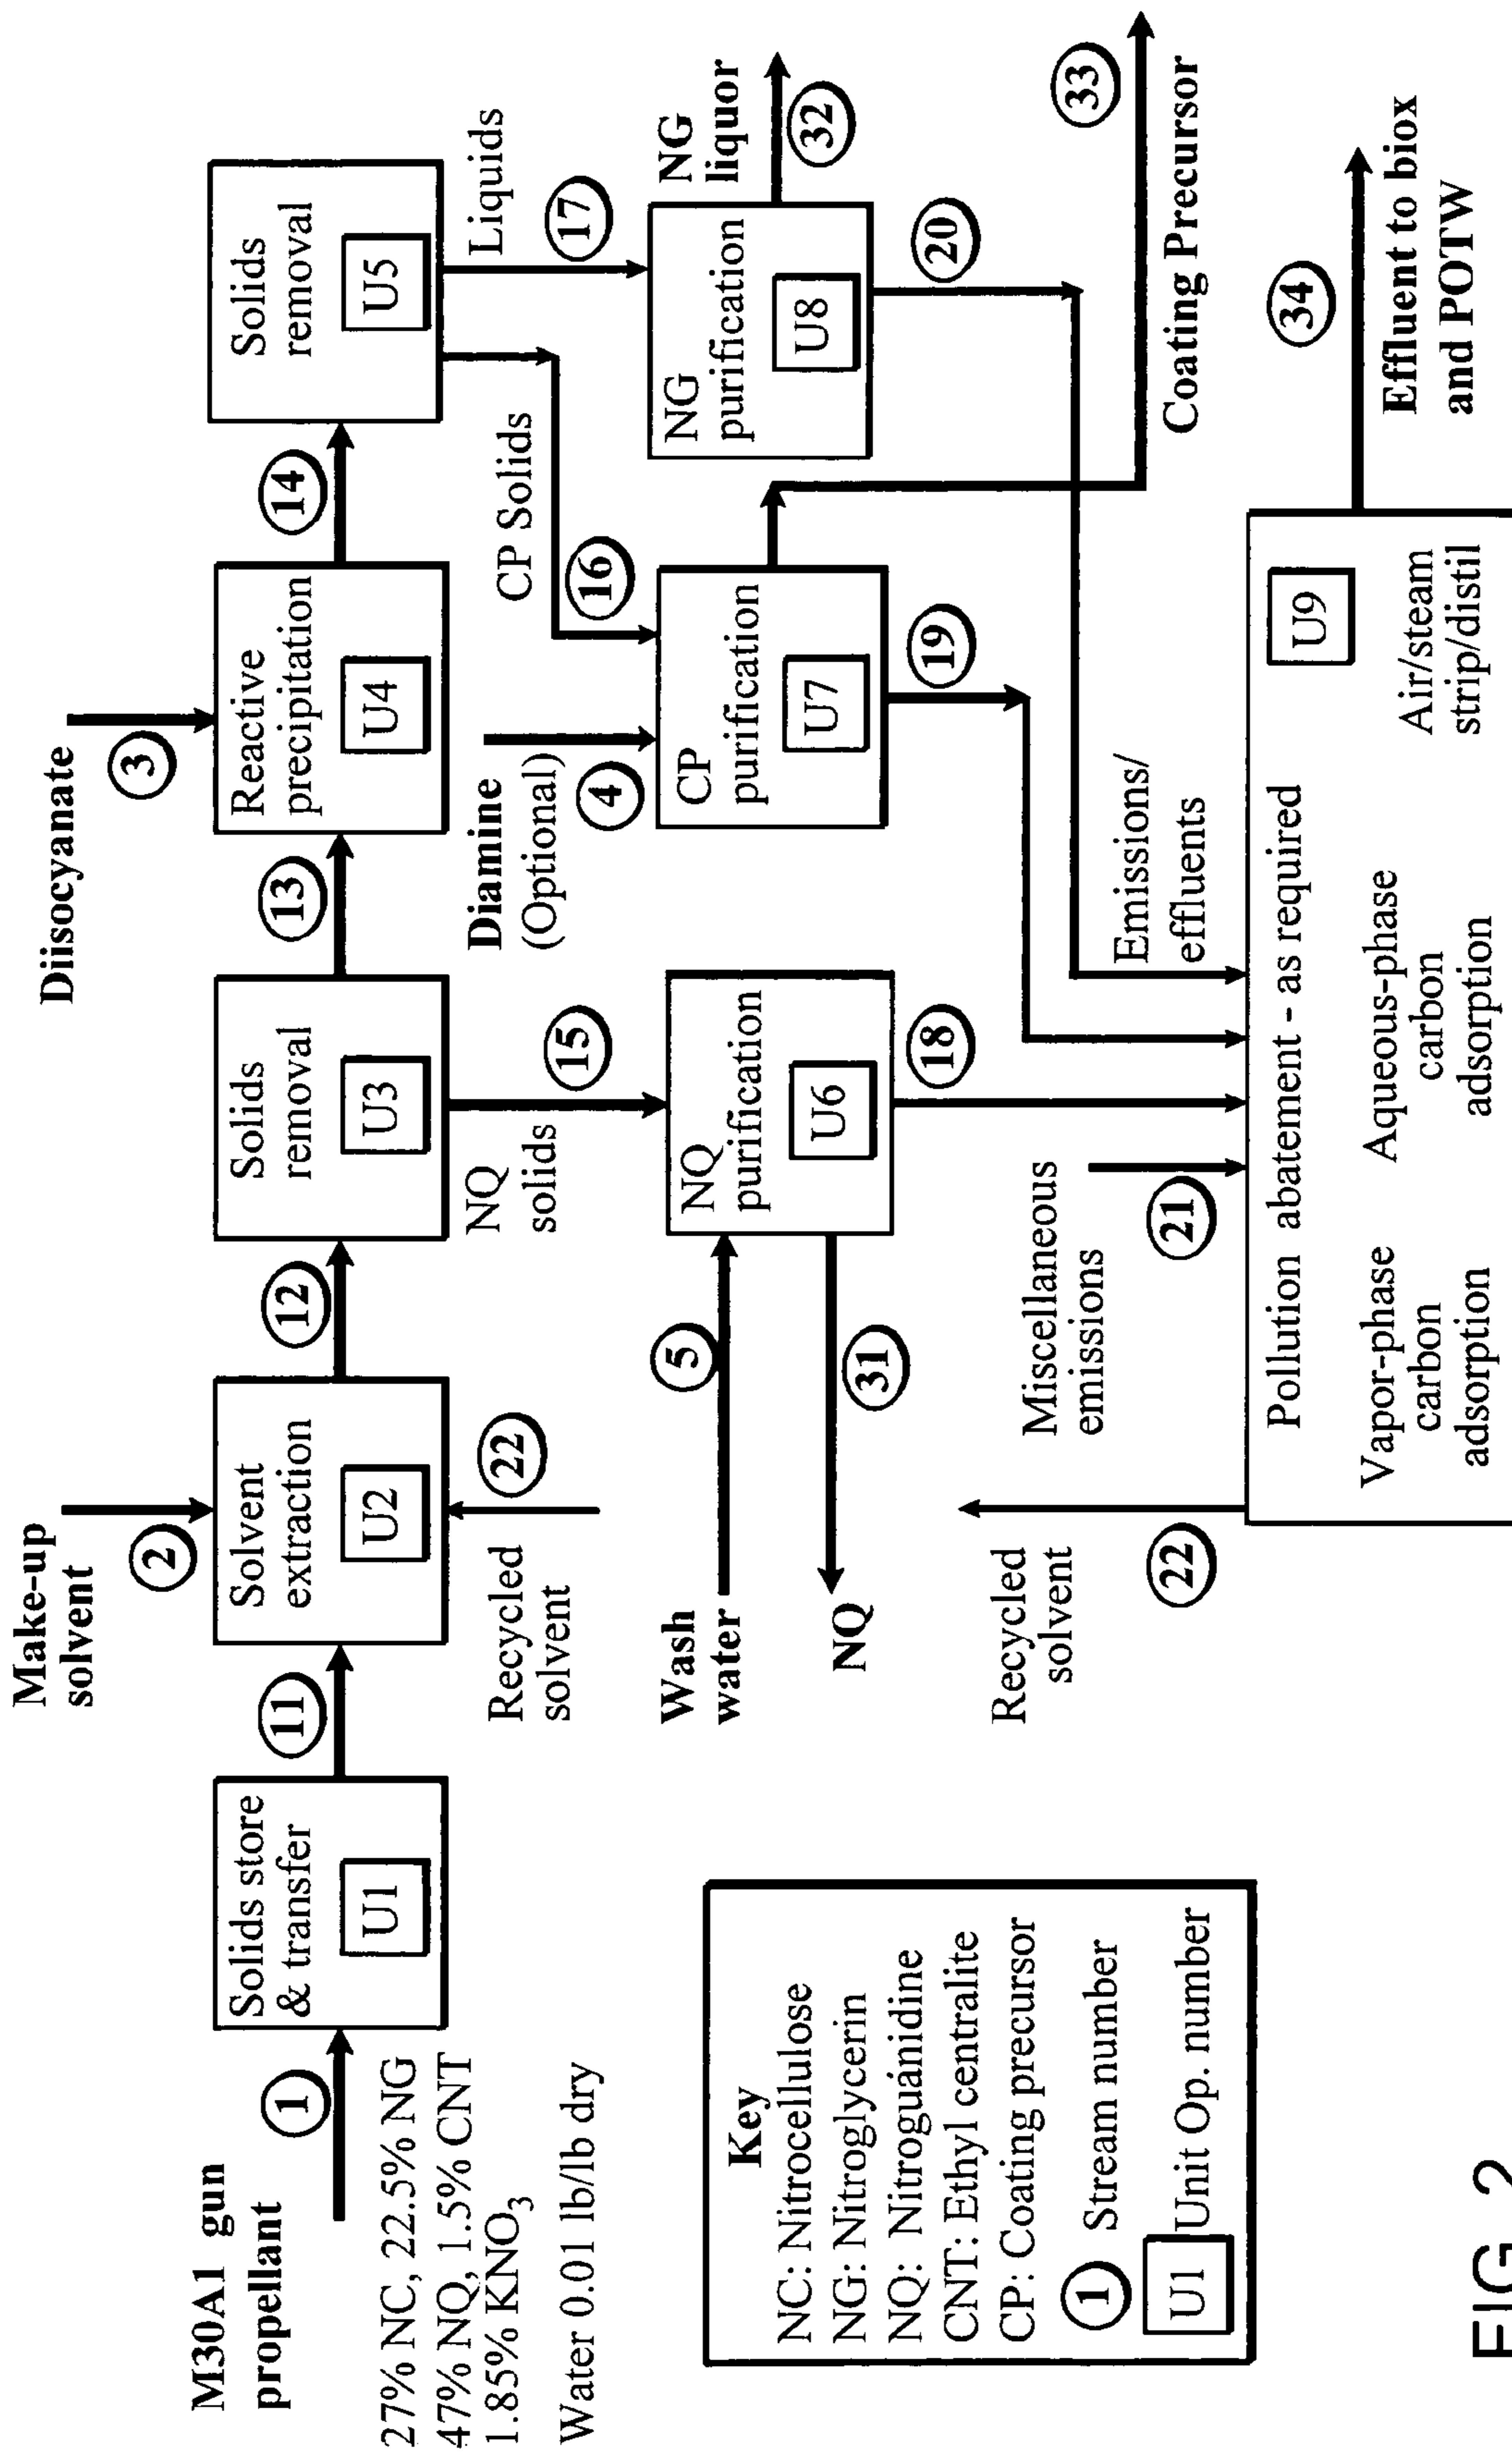 Make-up
solvent
2
Diisocyanate
3
M30A1 gun
propellant
1
27% NC, 22.5% NG
47% NQ, 1.5% CNT
1.85% KNO3
Water 0.01 lb/lb dry
Solids store
& transfer
U1
11
Solvent
extraction
U2
12
Solids
removal
U3
13
Reactive
precipitation
U4
14
Solids
removal
U5
Recycled
solvent
22
NQ
solids
15
Diamine
(Optional)
4
CP Solids
16
Liquids
17
Wash
water
5
NQ
31
NQ
purification
U6
18
CP
purification
U7
19
NG
purification
U8
20
NG
liquor
32
33
Coating Precursor
Recycled
solvent
22
Miscellaneous
emissions
21
Emissions/
effluents
Pollution abatement - as required
U9
Vapor-phase
carbon
adsorption
Aqueous-phase
carbon
adsorption
Air/steam
strip/distil
34
Effluent to biox
and POTW
Key
NC: Nitrocellulose
NG: Nitroglycerin
NQ: Nitroguánidine
CNT: Ethyl centralite
CP: Coating precursor
1 Stream number
U1 Unit Op. number
FIG. 2